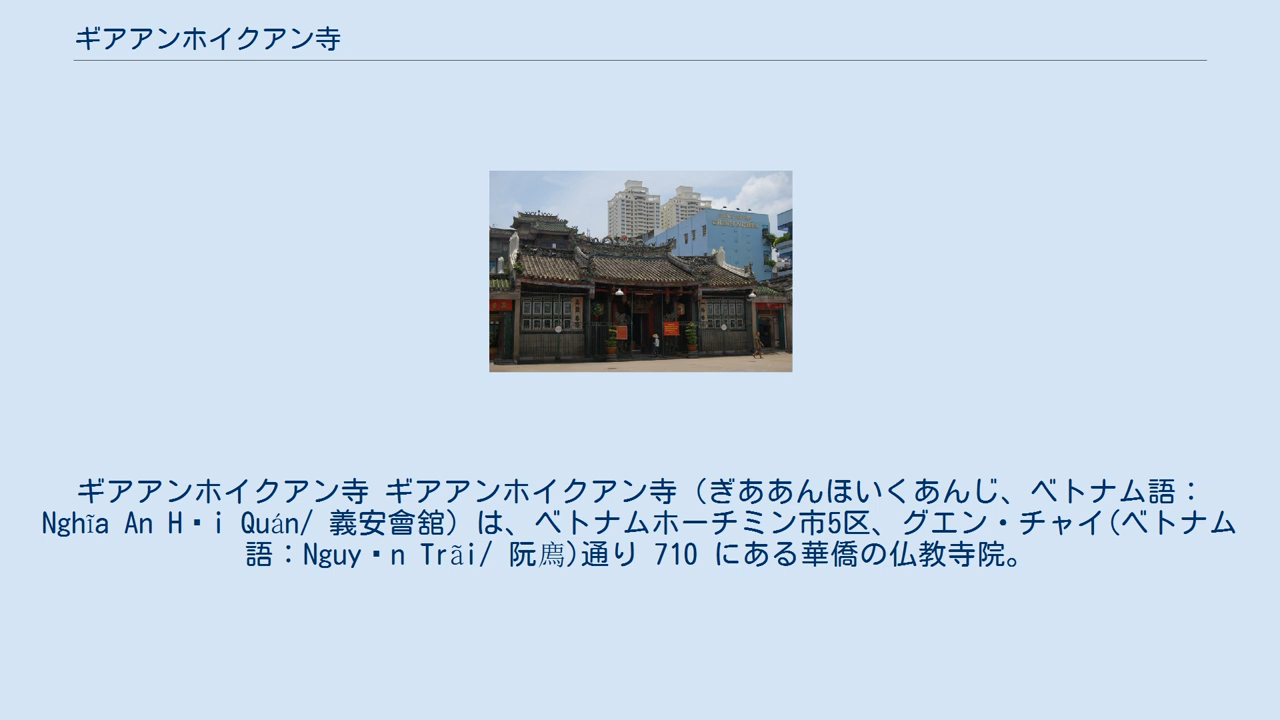 ギアアンホイクアン寺
ギアアンホイクアン寺 ギアアンホイクアン寺（ぎああんほいくあんじ、ベトナム語：
Nghĩa An H▪i Quán/ 義安會舘）は、ベトナムホーチミン市5区、グエン・チャイ(ベトナム
語：Nguy▪n Trãi/ 阮廌)通り 710 にある華僑の仏教寺院。